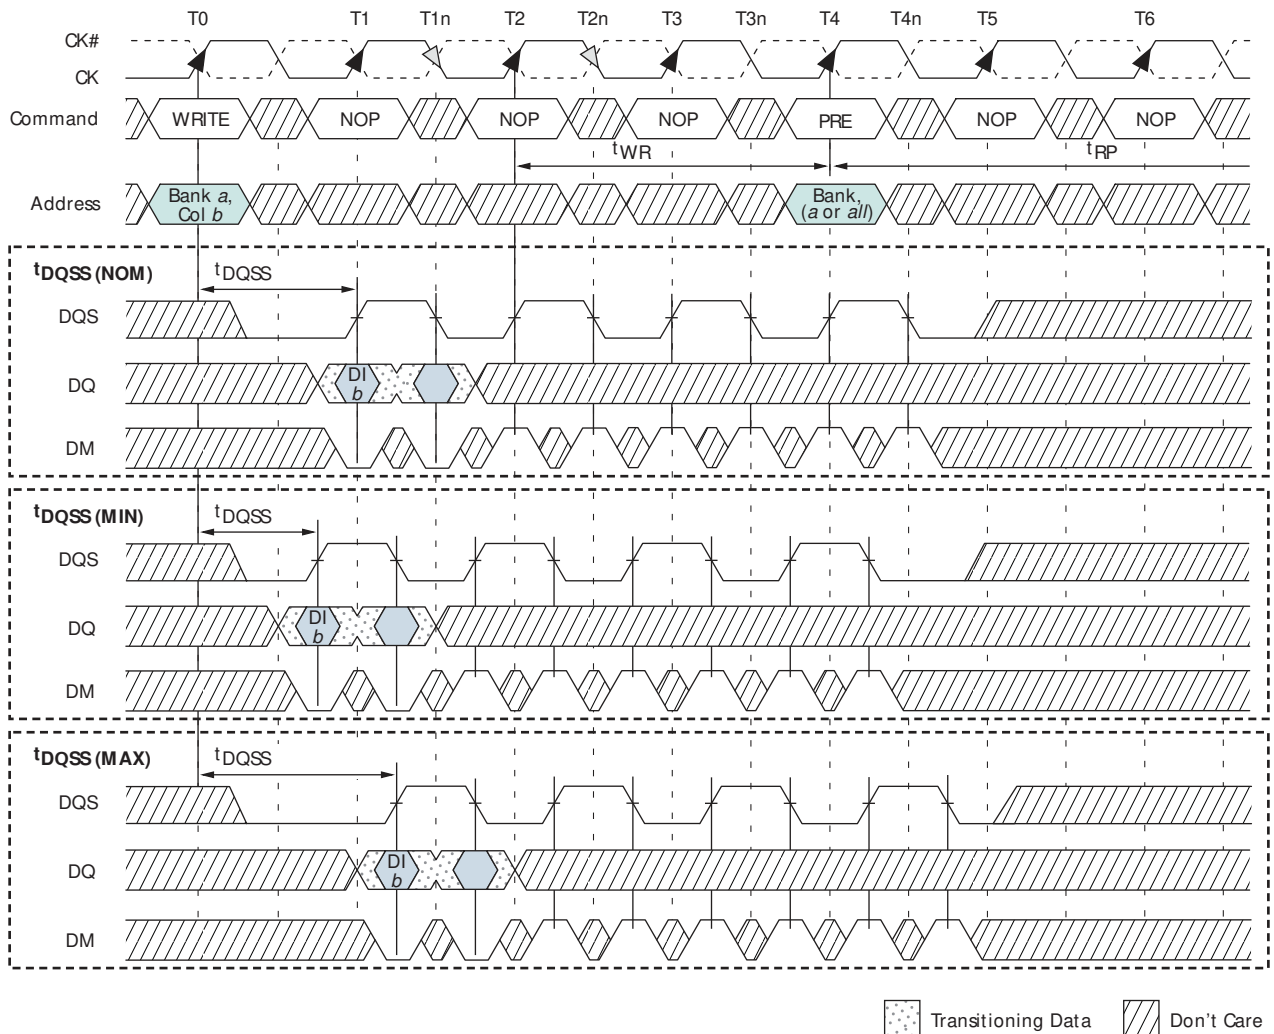 T0 T1 T1n T2 T2n T3 T3n T4 T4n T5 T6
CK#
CK
Command WRITE NOP NOP NOP PRE NOP NOP
tWR tRP
Address Bank a, Col b Bank, (a or all)
tDQSS (NOM) tDQSS
DQS
DQ DI b
DM
tDQSS (MIN) tDQSS
DQS
DQ DI b
DM
tDQSS (MAX) tDQSS
DQS
DQ DI b
DM
Transitioning Data Don't Care